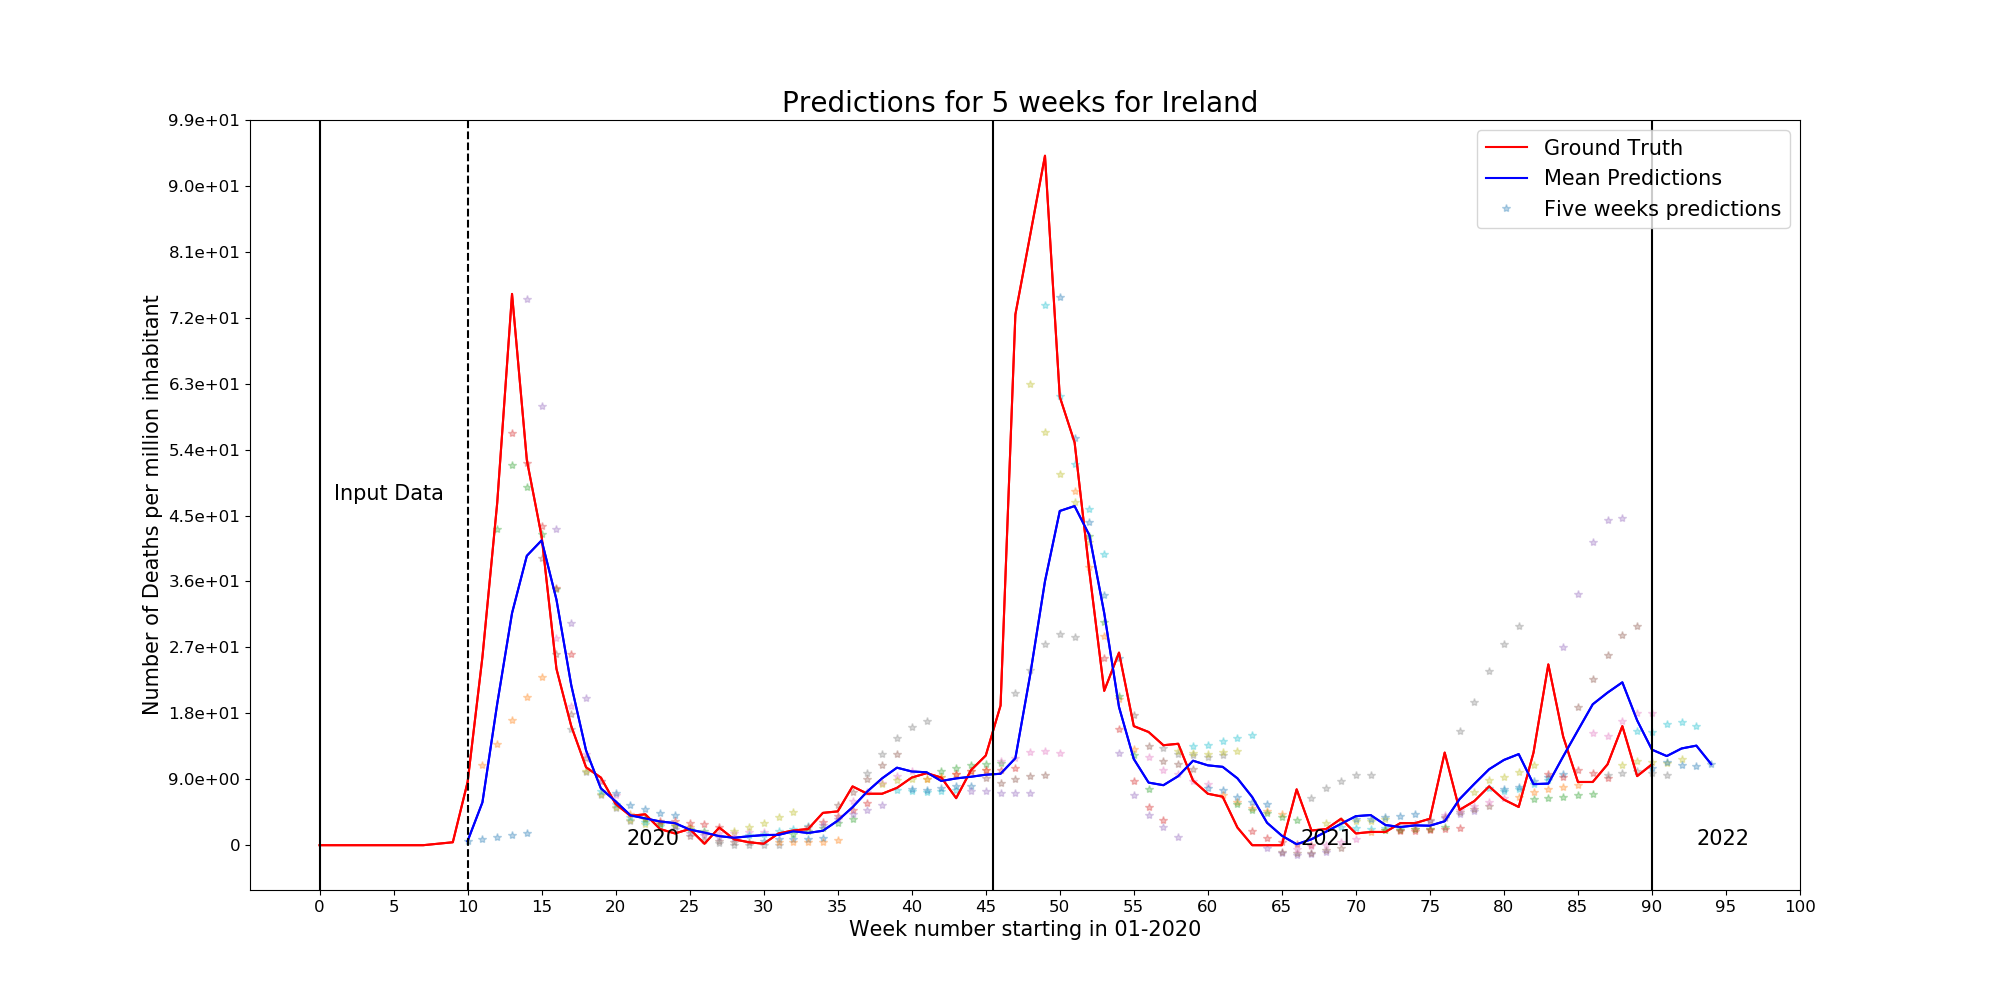 Predictions for 5 weeks for Ireland
9.9e+01
9.0e+01
8.1e+01
7.2e+01
6.3e+01
5.4e+01
4.5e+01
3.6e+01
2.7e+01
1.8e+01
9.0e+00
0
Number of Deaths per million inhabitant
Ground Truth
Mean Predictions
Five weeks predictions
Input Data
2020
2021
2022
0 5 10 15 20 25 30 35 40 45 50 55 60 65 70 75 80 85 90 95 100
Week number starting in 01-2020